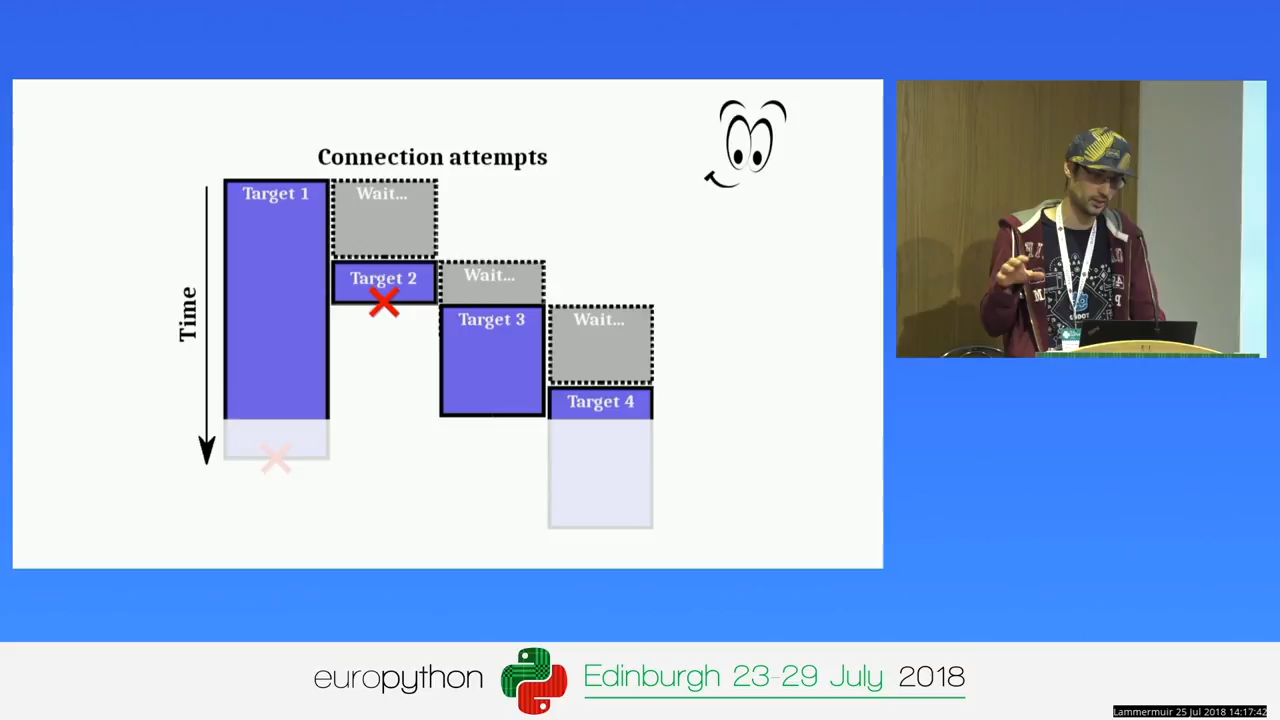 Connection attempts
Target 1
Wait...
Target 2
Wait...
Target 3
Wait...
Target 4
Time
europython
Edinburgh 23-29 July 2018
Lammermuir 25 Jul 2018 14:17:42